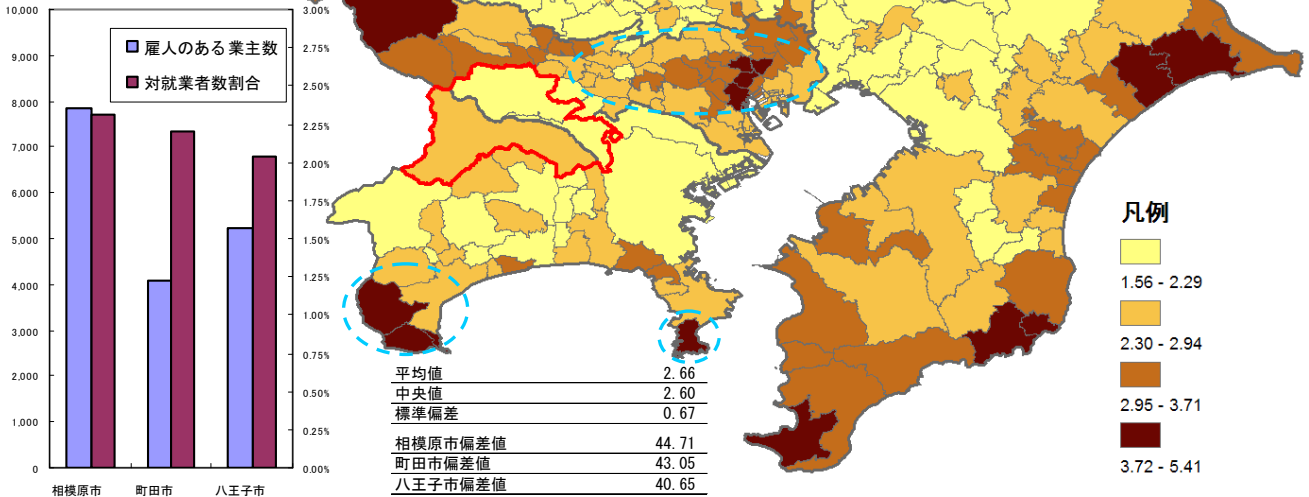 10,000
9,000
8,000
7,000
6,000
5,000
4,000
3,000
2,000
1,000
0
雇人のある業主数
対就業者数割合
3.00%
2.75%
2.50%
2.25%
2.00%
1.75%
1.50%
1.25%
1.00%
0.75%
0.50%
0.25%
0.00%
相模原市 町田市 八王子市
平均値 2.66
中央値 2.60
標準偏差 0.67
相模原市偏差値 44.71
町田市偏差値 43.05
八王子市偏差値 40.65
凡例
1.56 - 2.29
2.30 - 2.94
2.95 - 3.71
3.72 - 5.41